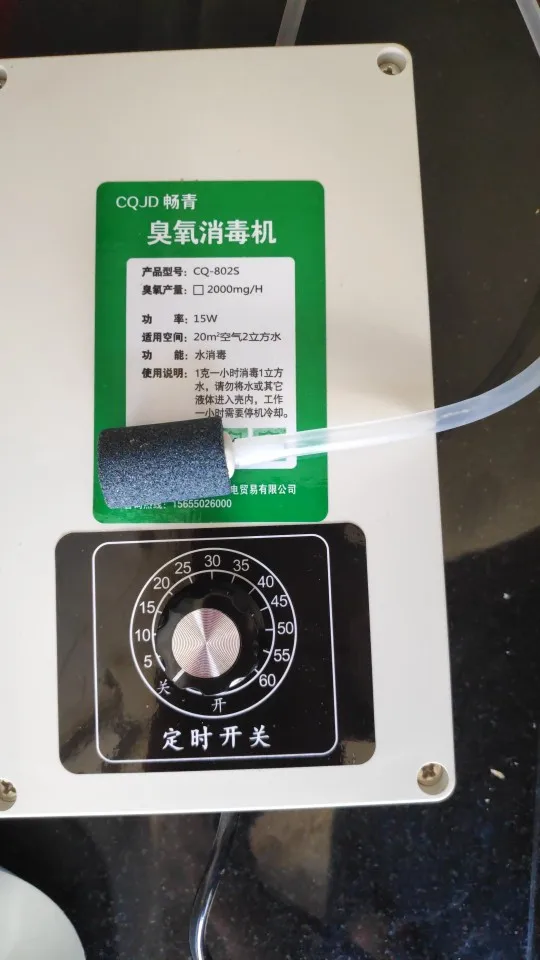 CQJD 畅青
臭氧消毒机
产品型号：CQ-802S
臭氧产量：□ 2000mg/H
功 率：15W
适用空间：20m²空气2立方水
功 能：水消毒
使用说明：1克一小时消毒1立方
水，请勿将水或其它
液体进入壳内，工作
一小时需要停机冷却。
电贸易有限公司
热线：15655026000
5
10
15
20
25
30
35
40
45
50
55
60
关
开
定时开关